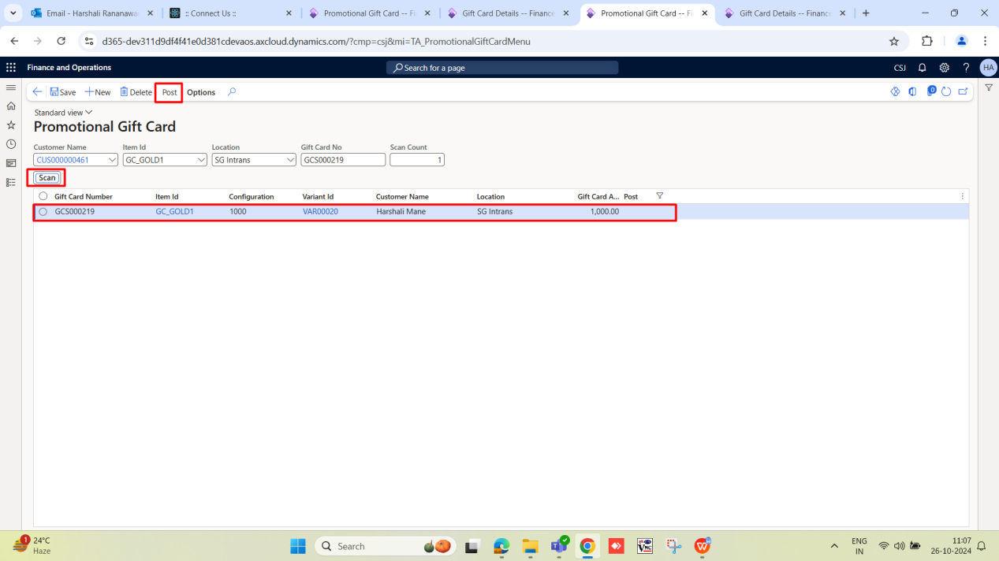 Email - Harshali Rananawa
:: Connect Us ::
Promotional Gift Card -- Fi
Gift Card Details -- Finance
Promotional Gift Card -- Fi
Gift Card Details -- Finance
d365-dev311d9df4f41e0d381cdevaos.axcloud.dynamics.com/?cmp=csj&mi=TA_PromotionalGiftCardMenu
Finance and Operations
Search for a page
CSJ
HA
Save
New
Delete
Post
Options
0
Standard view
Promotional Gift Card
Customer Name Item Id Location Gift Card No Scan Count
CUS000000461 GC_GOLD1 SG Intrans GCS000219 1
Scan
Gift Card Number Item Id Configuration Variant Id Customer Name Location Gift Card A... Post
GCS000219 GC_GOLD1 1000 VAR00020 Harshali Mane SG Intrans 1,000.00
1
24°C
Haze
Search
ENG
IN
11:07
26-10-2024